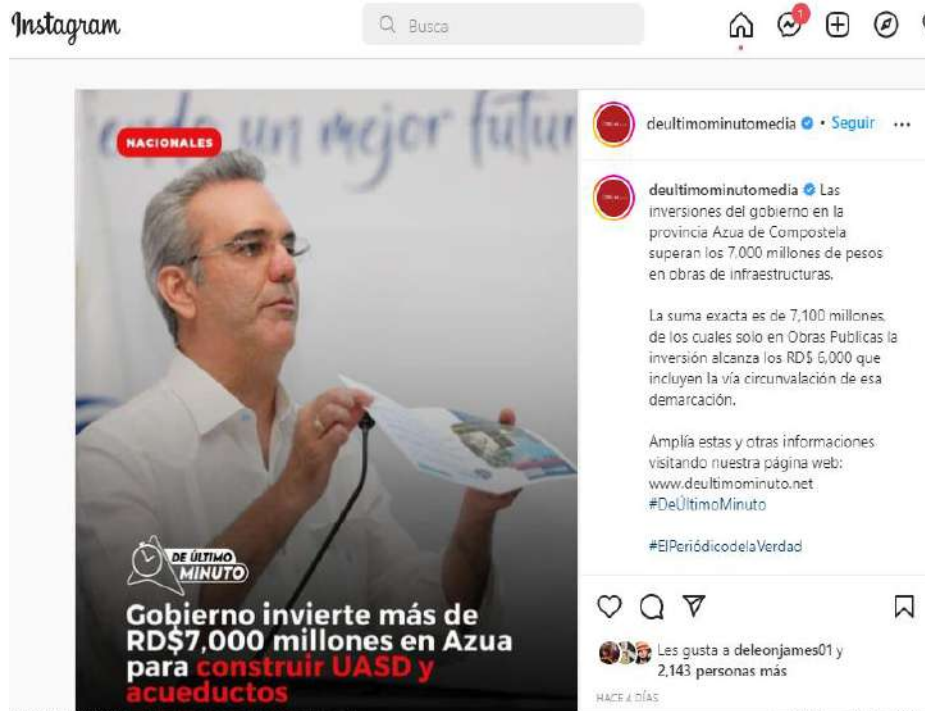 Instagram
Busca
1
endo un mejor futur
NACIONALES
DE ÚLTIMO
MINUTO
Gobierno invierte más de
RD$7,000 millones en Azua
para construir UASD y
acueductos
deultimominutomedia • Seguir ...
deultimominutomedia Las
inversiones del gobierno en la
provincia Azua de Compostela
superan los 7,000 millones de pesos
en obras de infraestructuras.
La suma exacta es de 7,100 millones,
de los cuales solo en Obras Publicas la
inversión alcanza los RD$ 6,000 que
incluyen la vía circunvalación de esa
demarcación.
Amplía estas y otras informaciones
visitando nuestra página web:
www.deultimominuto.net
#DeÚltimoMinuto
#ElPeriódicodelaVerdad
Les gusta a deleonjames01 y
2,143 personas más
HACE 4 DÍAS